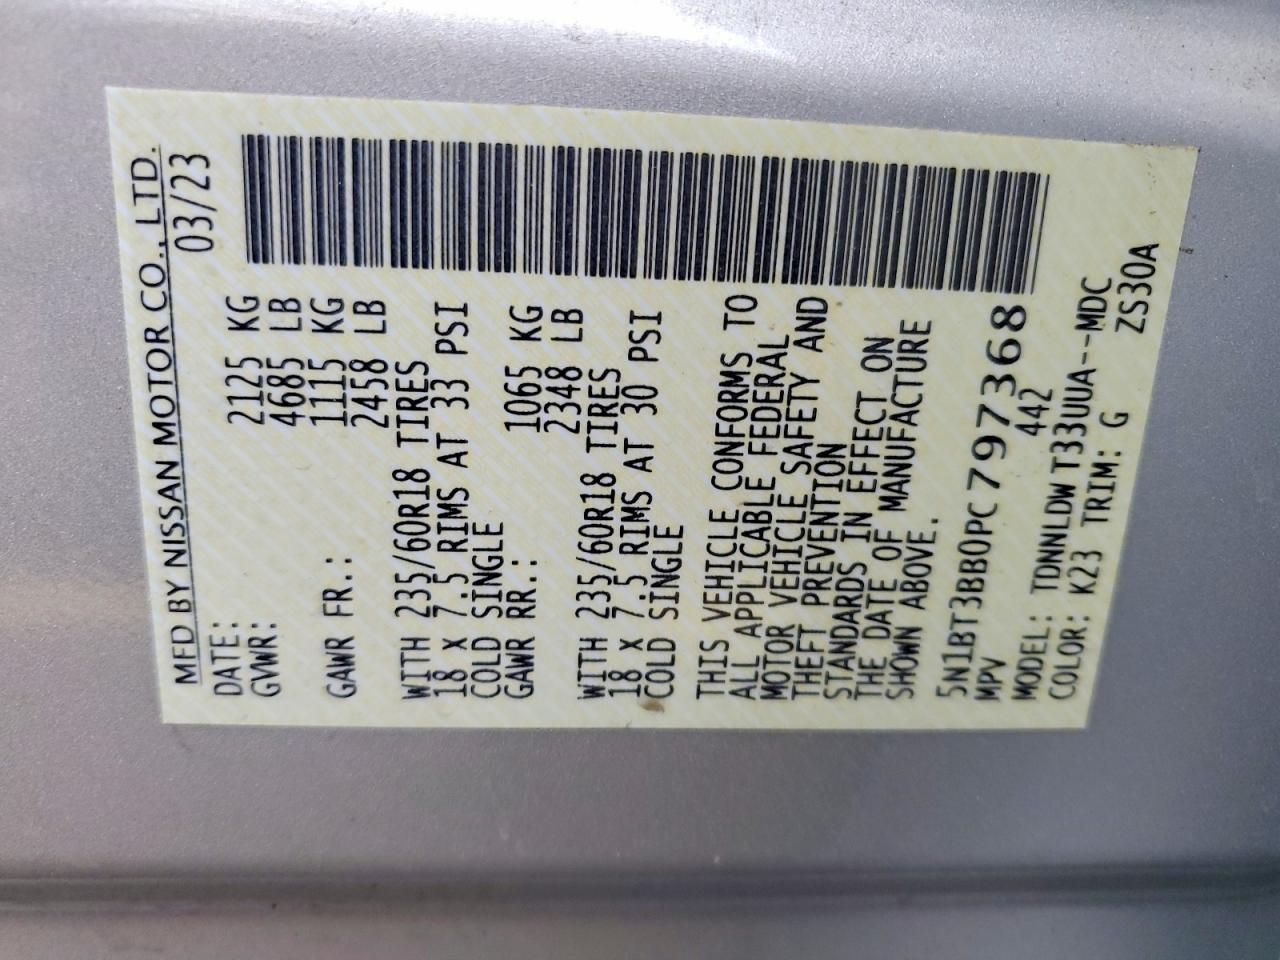 MFD BY NISSAN MOTOR CO., LTD.
DATE: 03/23
GVWR: 2125 KG
4685 LB
GAWR FR.: 1115 KG
2458 LB
WITH 235/60R18 TIRES
18 X 7.5 RIMS AT 33 PSI
COLD SINGLE
GAWR RR.: 1065 KG
2348 LB
WITH 235/60R18 TIRES
18 X 7.5 RIMS AT 30 PSI
COLD SINGLE
THIS VEHICLE CONFORMS TO
ALL APPLICABLE FEDERAL
MOTOR VEHICLE SAFETY AND
THEFT PREVENTION
STANDARDS IN EFFECT ON
THE DATE OF MANUFACTURE
SHOWN ABOVE.
5N1BT3BB0PC797368
MPV 442
MODEL: TDNNLDW T33UUA--MDC
COLOR: K23 TRIM: G ZS30A